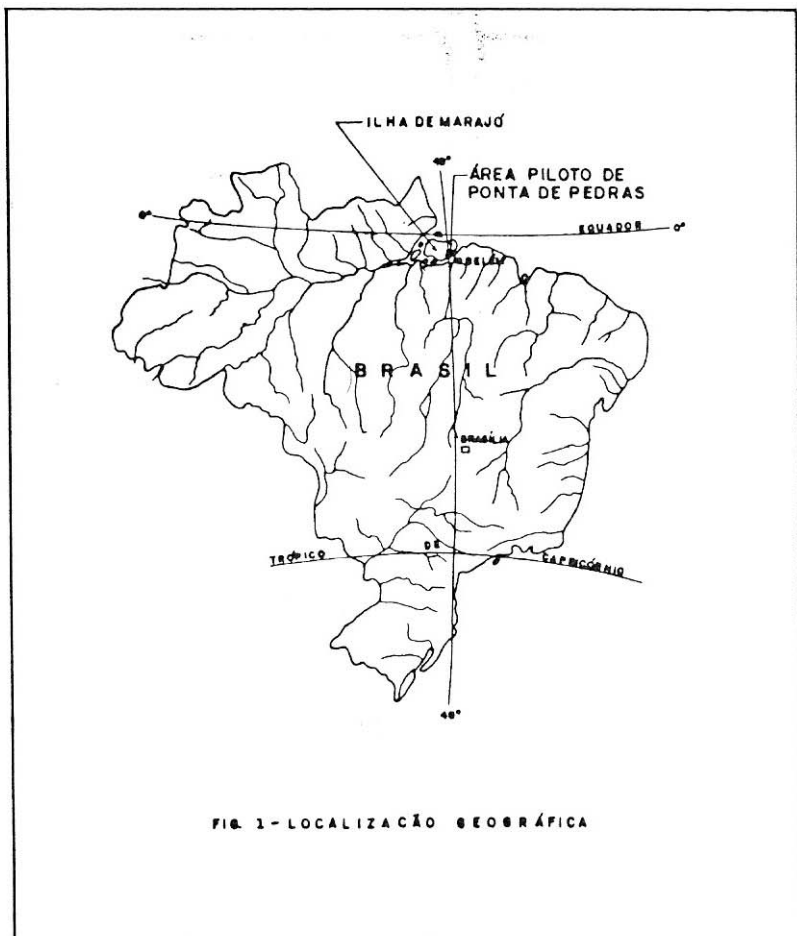 ILHA DE MARAJÓ
48°
ÁREA PILOTO DE
PONTA DE PEDRAS
0°
EQUADOR 0°
BELÉM
BRASIL
BRASÍLIA
TRÓPICO DE CAPRICÓRNIO
48°
FIG. 1 - LOCALIZAÇÃO GEOGRÁFICA